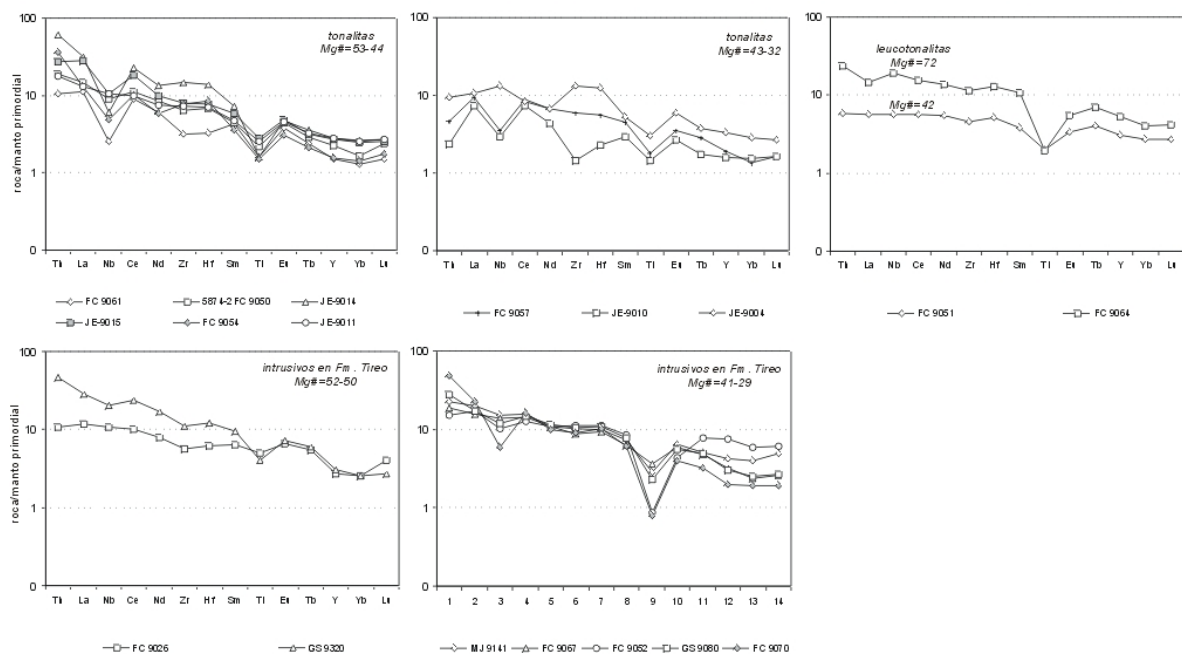 100
10
1
0
roca/manto primordial
tonalitas
Mg#=53-44
Th La Nb Ce Nd Zr Hf Sm Ti Eu Tb Y Yb Lu
FC 9061 5874-2 FC 9050 JE-9014
JE-9015 FC 9054 JE-9011
100
10
1
0
tonalitas
Mg#=43-32
Th La Nb Ce Nd Zr Hf Sm Ti Eu Tb Y Yb Lu
FC 9057 JE-9010 JE-9004
100
10
1
0
leucotonalitas
Mg#=72
Mg#=42
Th La Nb Ce Nd Zr Hf Sm Ti Eu Tb Y Yb Lu
FC 9051 FC 9064
100
10
1
0
roca/manto primordial
intrusivos en Fm. Tireo
Mg#=52-50
Th La Nb Ce Nd Zr Hf Sm Ti Eu Tb Y Yb Lu
FC 9026 GS 9320
100
10
1
0
intrusivos en Fm. Tireo
Mg#=41-29
1 2 3 4 5 6 7 8 9 10 11 12 13 14
MJ 9141 FC 9067 FC 9052 GS 9080 FC 9070